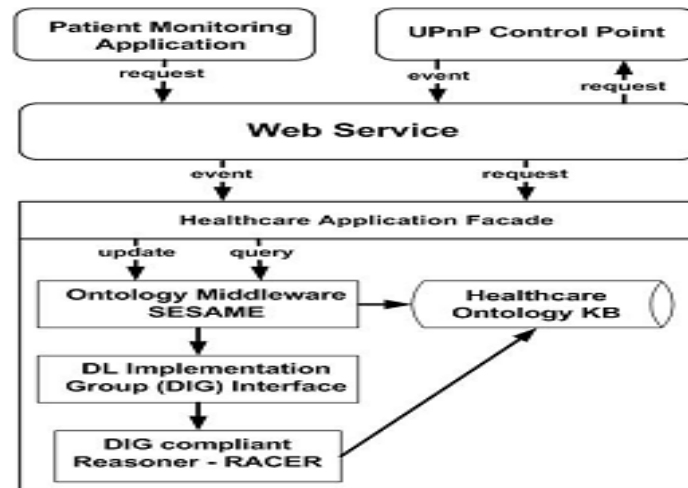 Patient Monitoring
Application
UPnP Control Point
request
event
request
Web Service
event
request
Healthcare Application Facade
update
query
Ontology Middleware
SESAME
Healthcare
Ontology KB
DL Implementation
Group (DIG) Interface
DIG compliant
Reasoner - RACER